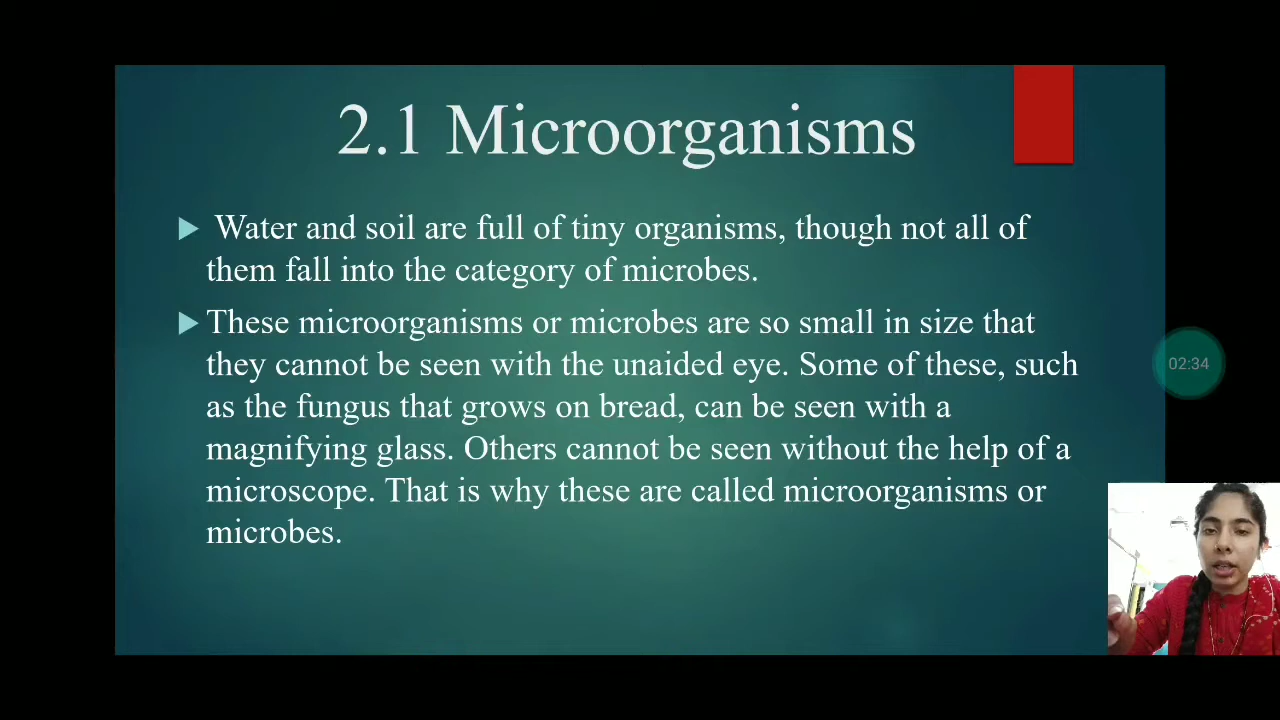 2.1 Microorganisms
Water and soil are full of tiny organisms, though not all of
them fall into the category of microbes.
These microorganisms or microbes are so small in size that
they cannot be seen with the unaided eye. Some of these, such
as the fungus that grows on bread, can be seen with a
magnifying glass. Others cannot be seen without the help of a
microscope. That is why these are called microorganisms or
microbes.
02:34